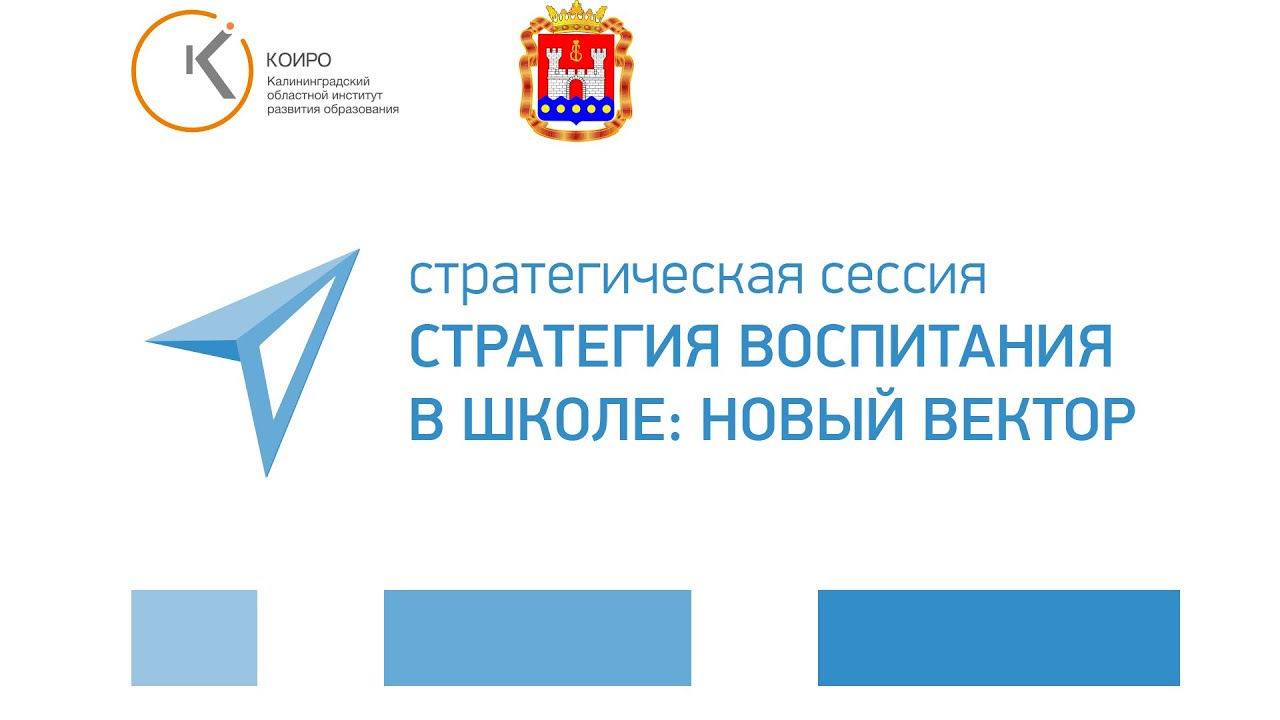 КОИРО
Калининградский
областной институт
развития образования
стратегическая сессия
СТРАТЕГИЯ ВОСПИТАНИЯ
В ШКОЛЕ: НОВЫЙ ВЕКТОР